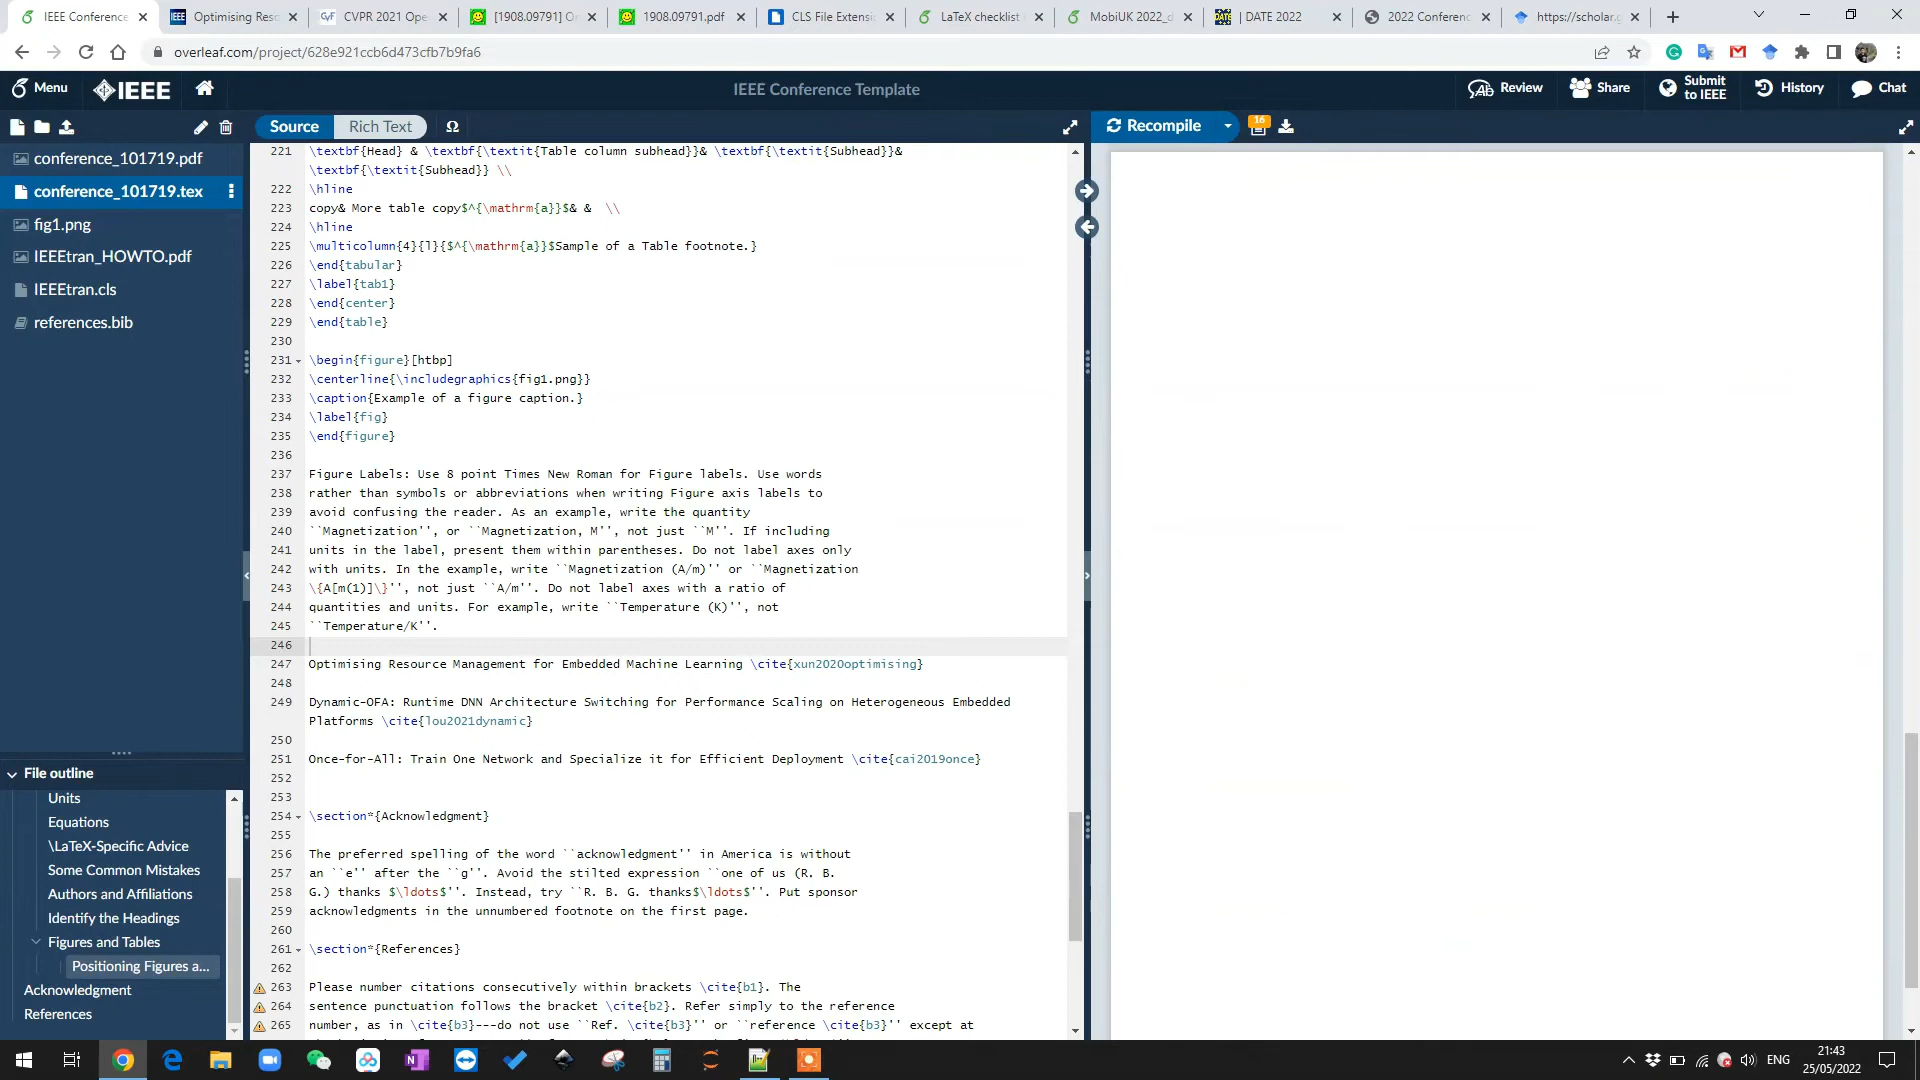 IEEE Conference
Optimising Reso
CVPR 2021 Ope
[1908.09791] O
1908.09791.pdf
CLS File Extensi
LaTeX checklist
MobiUK 2022_d
| DATE 2022
2022 Conferenc
https://scholar.g
overleaf.com/project/628e921ccb6d473cfb7b9fa6
Menu
IEEE
IEEE Conference Template
Review
Share
Submit
to IEEE
History
Chat
Source
Rich Text
Ω
Recompile
16
conference_101719.pdf
conference_101719.tex
fig1.png
IEEEtran_HOWTO.pdf
IEEEtran.cls
references.bib
File outline
Units
Equations
\LaTeX-Specific Advice
Some Common Mistakes
Authors and Affiliations
Identify the Headings
Figures and Tables
Positioning Figures a...
Acknowledgment
References
221 \textbf{Head} & \textbf{\textit{Table column subhead}}& \textbf{\textit{Subhead}}&
\textbf{\textit{Subhead}} \\
222 \hline
223 copy& More table copy$^{\mathrm{a}}$& & \\
224 \hline
225 \multicolumn{4}{l}{$^{\mathrm{a}}$Sample of a Table footnote.}
226 \end{tabular}
227 \label{tab1}
228 \end{center}
229 \end{table}
230
231 \begin{figure}[htbp]
232 \centerline{\includegraphics{fig1.png}}
233 \caption{Example of a figure caption.}
234 \label{fig}
235 \end{figure}
236
237 Figure Labels: Use 8 point Times New Roman for Figure labels. Use words
238 rather than symbols or abbreviations when writing Figure axis labels to
239 avoid confusing the reader. As an example, write the quantity
240 ``Magnetization'', or ``Magnetization, M'', not just ``M''. If including
241 units in the label, present them within parentheses. Do not label axes only
242 with units. In the example, write ``Magnetization (A/m)'' or ``Magnetization
243 \{A[m(1)]\}'', not just ``A/m''. Do not label axes with a ratio of
244 quantities and units. For example, write ``Temperature (K)'', not
245 ``Temperature/K''.
246
247 Optimising Resource Management for Embedded Machine Learning \cite{xun2020optimising}
248
249 Dynamic-OFA: Runtime DNN Architecture Switching for Performance Scaling on Heterogeneous Embedded
Platforms \cite{lou2021dynamic}
250
251 Once-for-All: Train One Network and Specialize it for Efficient Deployment \cite{cai2019once}
252
253
254 \section*{Acknowledgment}
255
256 The preferred spelling of the word ``acknowledgment'' in America is without
257 an ``e'' after the ``g''. Avoid the stilted expression ``one of us (R. B.
258 G.) thanks $\ldots$''. Instead, try ``R. B. G. thanks$\ldots$''. Put sponsor
259 acknowledgments in the unnumbered footnote on the first page.
260
261 \section*{References}
262
263 Please number citations consecutively within brackets \cite{b1}. The
264 sentence punctuation follows the bracket \cite{b2}. Refer simply to the reference
265 number, as in \cite{b3}---do not use ``Ref. \cite{b3}'' or ``reference \cite{b3}'' except at
ENG
21:43
25/05/2022